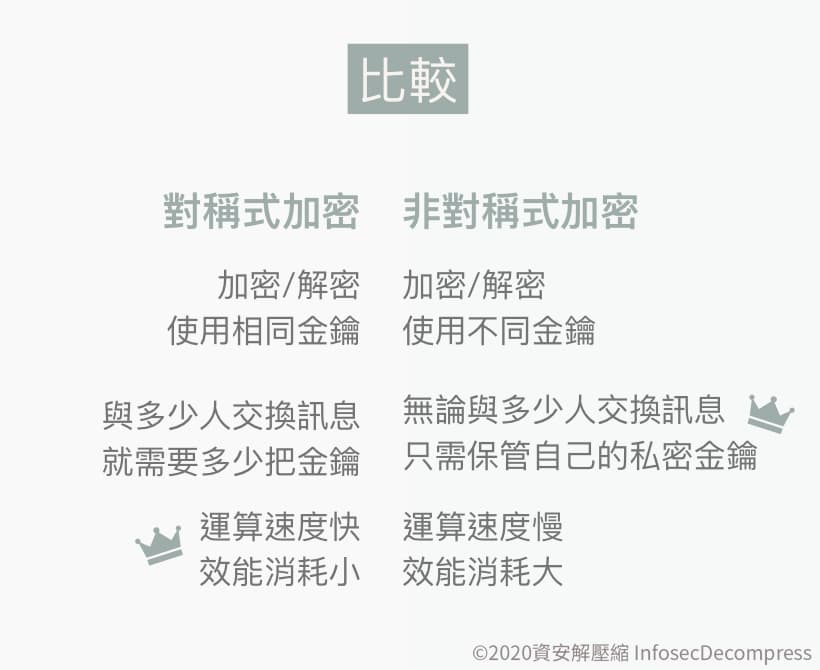 比較
對稱式加密
非對稱式加密
加密/解密
使用相同金鑰
加密/解密
使用不同金鑰
與多少人交換訊息
就需要多少把金鑰
無論與多少人交換訊息
只需保管自己的私密金鑰
運算速度快
效能消耗小
運算速度慢
效能消耗大
©2020資安解壓縮 InfosecDecompress